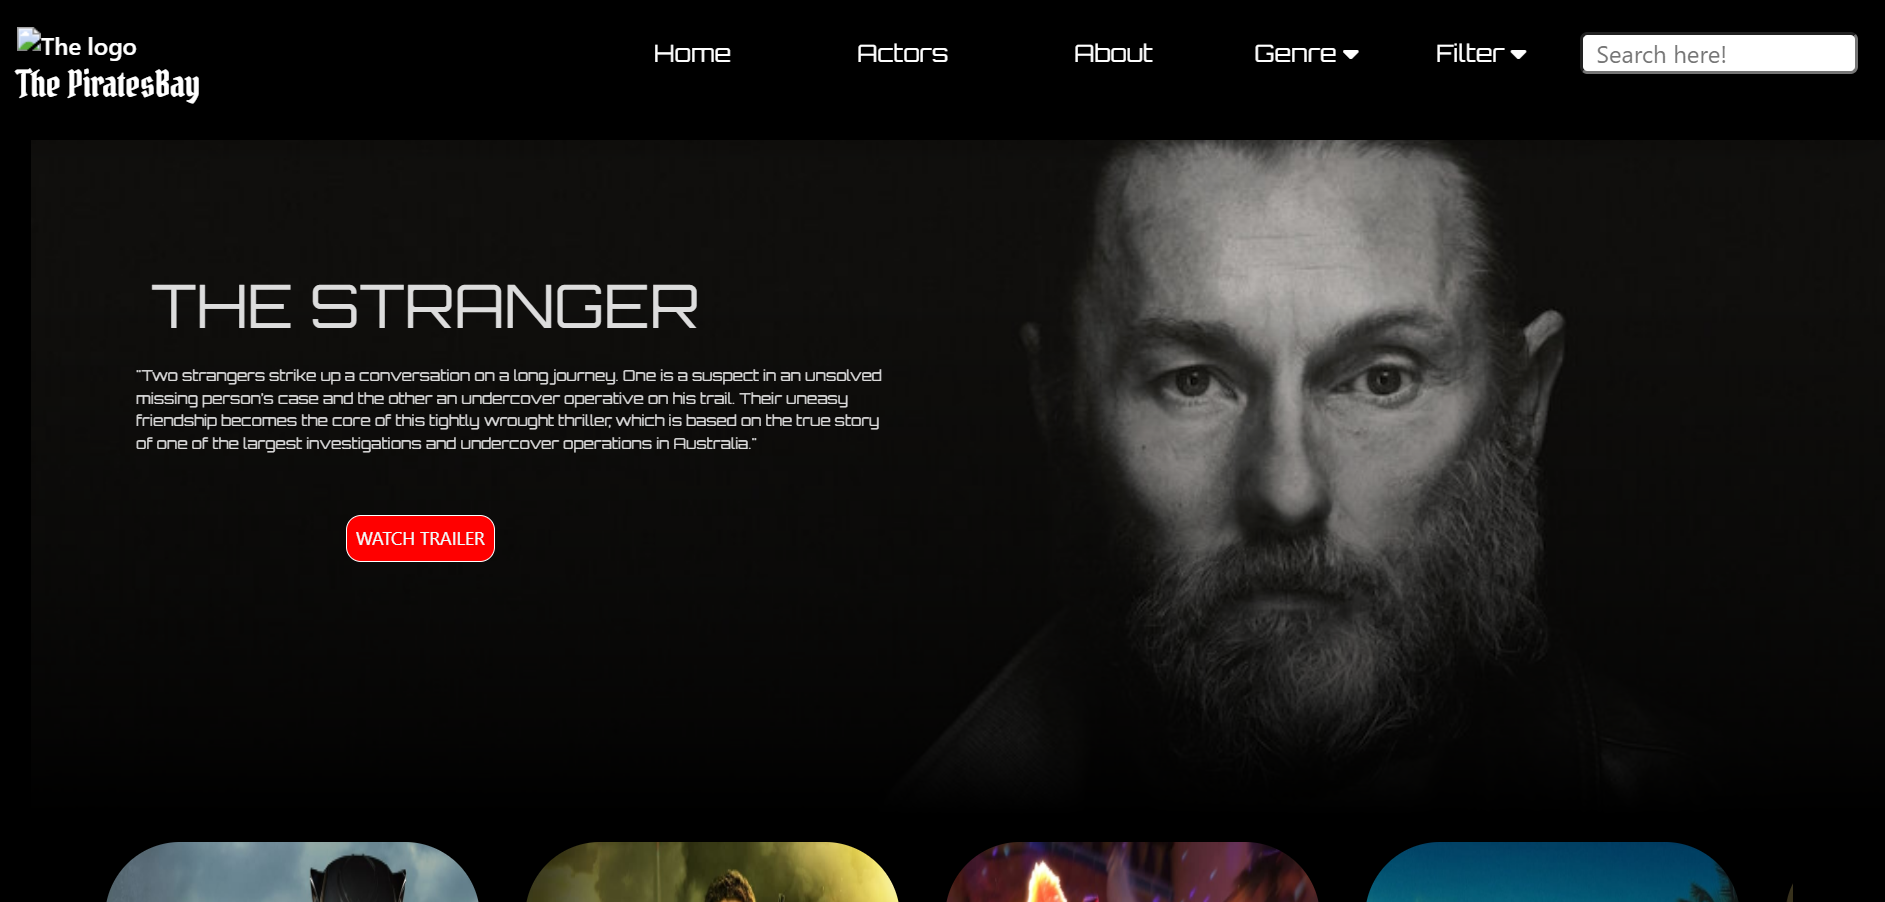 The logo
The PiratesBay
Home Actors About Genre Filter Search here!
THE STRANGER
"Two strangers strike up a conversation on a long journey. One is a suspect in an unsolved
missing person's case and the other an undercover operative on his trail. Their uneasy
friendship becomes the core of this tightly wrought thriller, which is based on the true story
of one of the largest investigations and undercover operations in Australia."
WATCH TRAILER